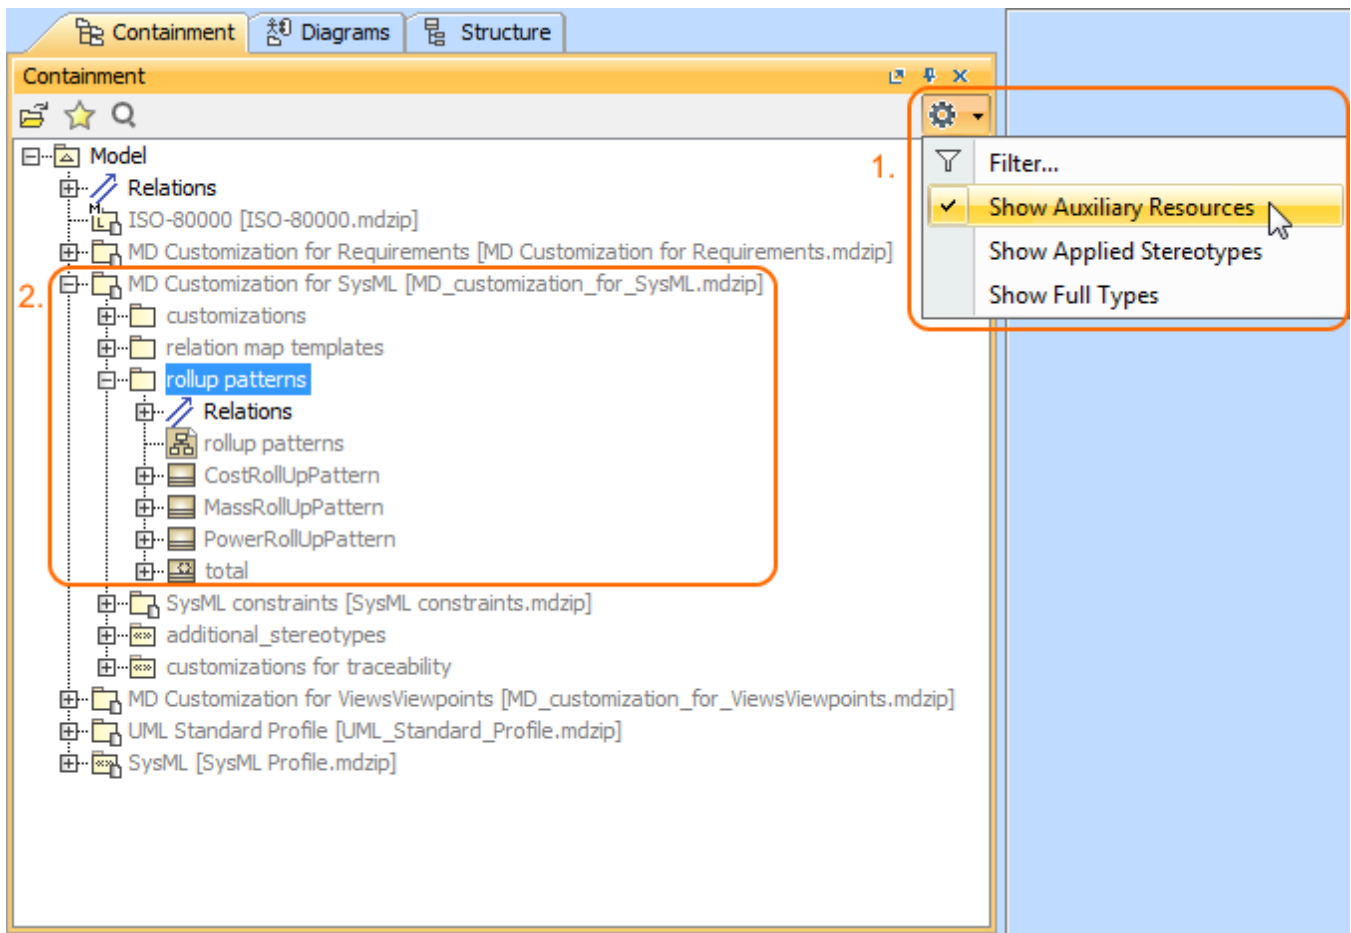 Containment Diagrams Structure
Containment
1.
Filter...
Show Auxiliary Resources
Show Applied Stereotypes
Show Full Types
Model
Relations
ISO-80000 [ISO-80000.mdzip]
MD Customization for Requirements [MD Customization for Requirements.mdzip]
2.
MD Customization for SysML [MD_customization_for_SysML.mdzip]
customizations
relation map templates
rollup patterns
Relations
rollup patterns
CostRollUpPattern
MassRollUpPattern
PowerRollUpPattern
total
SysML constraints [SysML constraints.mdzip]
additional_stereotypes
customizations for traceability
MD Customization for ViewsViewpoints [MD_customization_for_ViewsViewpoints.mdzip]
UML Standard Profile [UML_Standard_Profile.mdzip]
SysML [SysML Profile.mdzip]